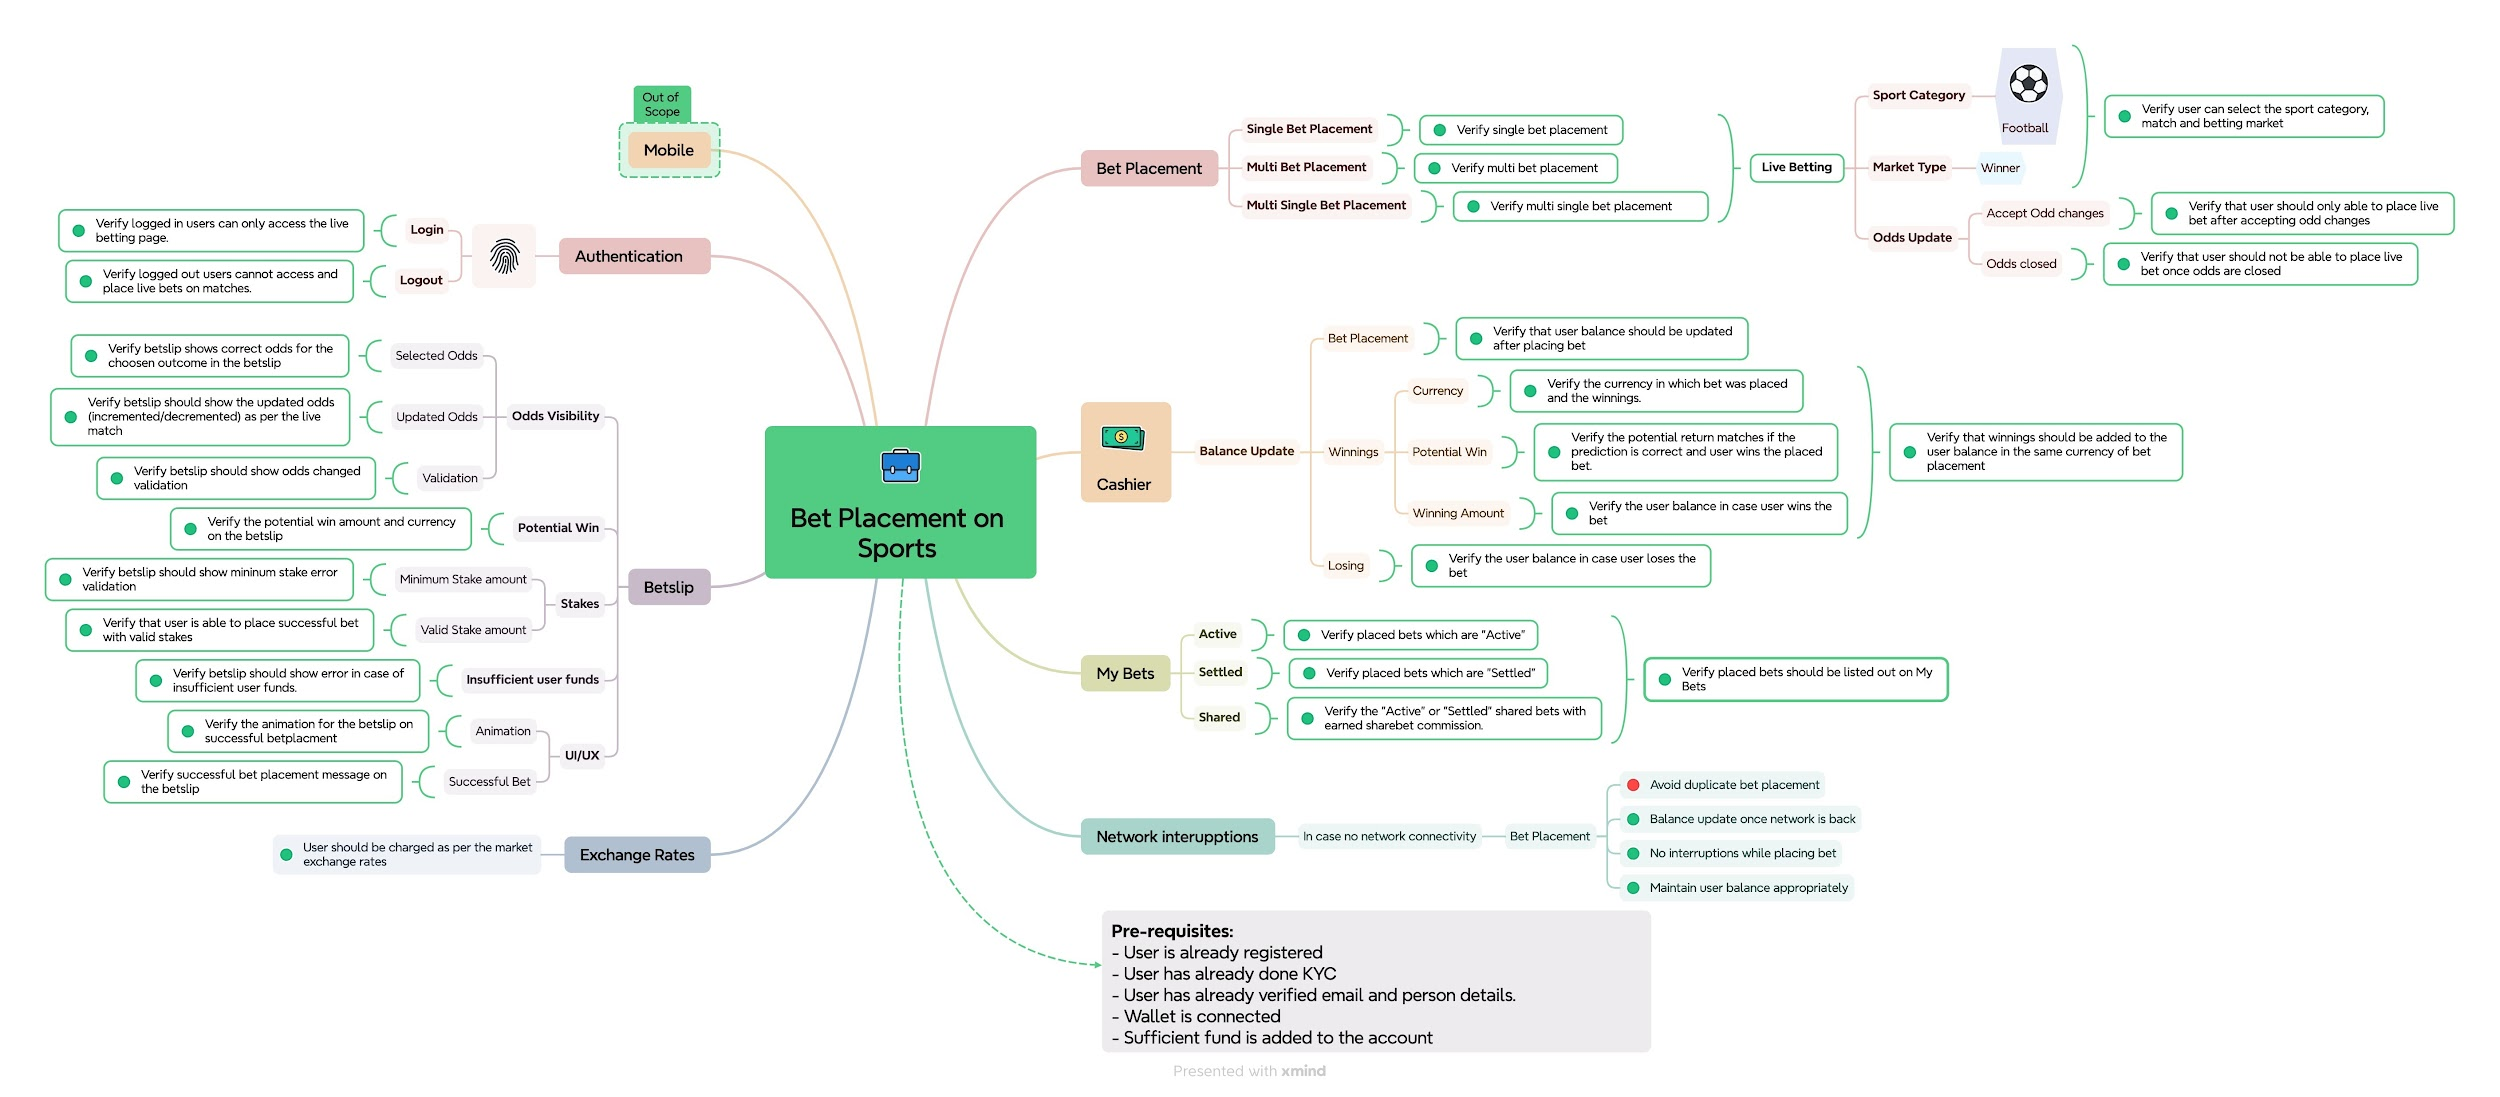 Bet Placement on
Sports
Out of
Scope
Mobile
Authentication
Login
Verify logged in users can only access the live
betting page.
Logout
Verify logged out users cannot access and
place live bets on matches.
Betslip
Odds Visibility
Selected Odds
Verify betslip shows correct odds for the
choosen outcome in the betslip
Updated Odds
Verify betslip should show the updated odds
(incremented/decremented) as per the live
match
Validation
Verify betslip should show odds changed
validation
Potential Win
Verify the potential win amount and currency
on the betslip
Stakes
Minimum Stake amount
Verify betslip should show mininum stake error
validation
Valid Stake amount
Verify that user is able to place successful bet
with valid stakes
Insufficient user funds
Verify betslip should show error in case of
insufficient user funds.
UI/UX
Animation
Verify the animation for the betslip on
successful betplacment
Successful Bet
Verify successful bet placement message on
the betslip
Exchange Rates
User should be charged as per the market
exchange rates
Bet Placement
Single Bet Placement
Verify single bet placement
Multi Bet Placement
Verify multi bet placement
Multi Single Bet Placement
Verify multi single bet placement
Live Betting
Sport Category
Football
Market Type
Winner
Verify user can select the sport category,
match and betting market
Odds Update
Accept Odd changes
Verify that user should only able to place live
bet after accepting odd changes
Odds closed
Verify that user should not be able to place live
bet once odds are closed
Cashier
Balance Update
Bet Placement
Verify that user balance should be updated
after placing bet
Winnings
Currency
Verify the currency in which bet was placed
and the winnings.
Potential Win
Verify the potential return matches if the
prediction is correct and user wins the placed
bet.
Winning Amount
Verify the user balance in case user wins the
bet
Verify that winnings should be added to the
user balance in the same currency of bet
placement
Losing
Verify the user balance in case user loses the
bet
My Bets
Active
Verify placed bets which are "Active"
Settled
Verify placed bets which are "Settled"
Shared
Verify the "Active" or "Settled" shared bets with
earned sharebet commission.
Verify placed bets should be listed out on My
Bets
Network interupptions
In case no network connectivity
Bet Placement
Avoid duplicate bet placement
Balance update once network is back
No interruptions while placing bet
Maintain user balance appropriately
Pre-requisites:
- User is already registered
- User has already done KYC
- User has already verified email and person details.
- Wallet is connected
- Sufficient fund is added to the account
Presented with xmind